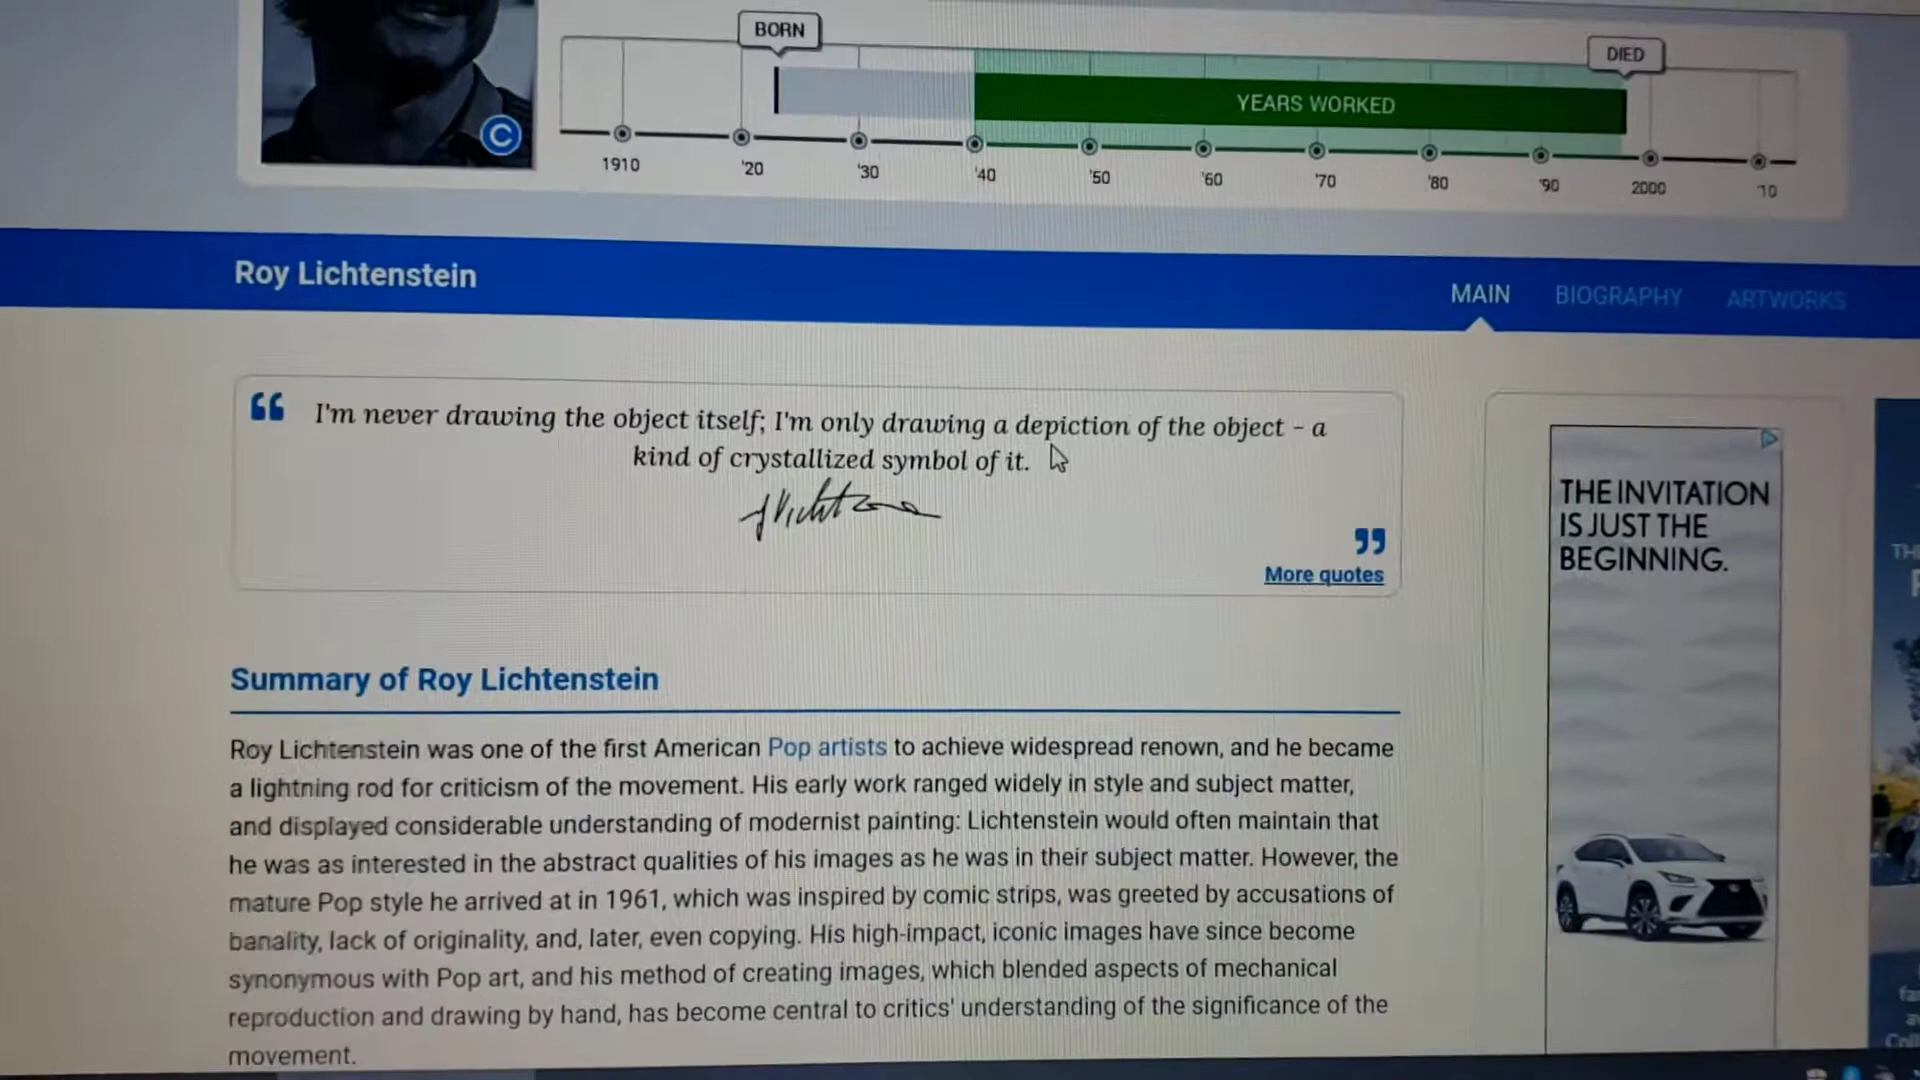 BORN
DIED
YEARS WORKED
1910 '20 '30 '40 '50 '60 '70 '80 '90 2000 '10
C
Roy Lichtenstein
MAIN BIOGRAPHY ARTWORKS
“ I'm never drawing the object itself; I'm only drawing a depiction of the object - a
kind of crystallized symbol of it.
”
More quotes
THE INVITATION
IS JUST THE
BEGINNING.
Summary of Roy Lichtenstein
Roy Lichtenstein was one of the first American Pop artists to achieve widespread renown, and he became
a lightning rod for criticism of the movement. His early work ranged widely in style and subject matter,
and displayed considerable understanding of modernist painting: Lichtenstein would often maintain that
he was as interested in the abstract qualities of his images as he was in their subject matter. However, the
mature Pop style he arrived at in 1961, which was inspired by comic strips, was greeted by accusations of
banality, lack of originality, and, later, even copying. His high-impact, iconic images have since become
synonymous with Pop art, and his method of creating images, which blended aspects of mechanical
reproduction and drawing by hand, has become central to critics' understanding of the significance of the
movement.